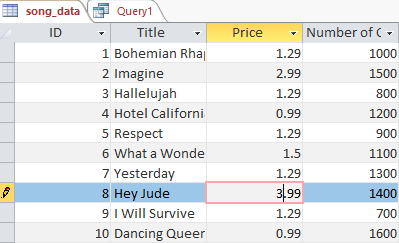 song_data Query1
ID Title Price Number of C
1 Bohemian Rhap 1.29 1000
2 Imagine 2.99 1500
3 Hallelujah 1.29 800
4 Hotel California 0.99 1200
5 Respect 1.29 900
6 What a Wonde 1.5 1100
7 Yesterday 1.29 1300
8 Hey Jude 3.99 1400
9 I Will Survive 1.29 700
10 Dancing Queen 0.99 1600